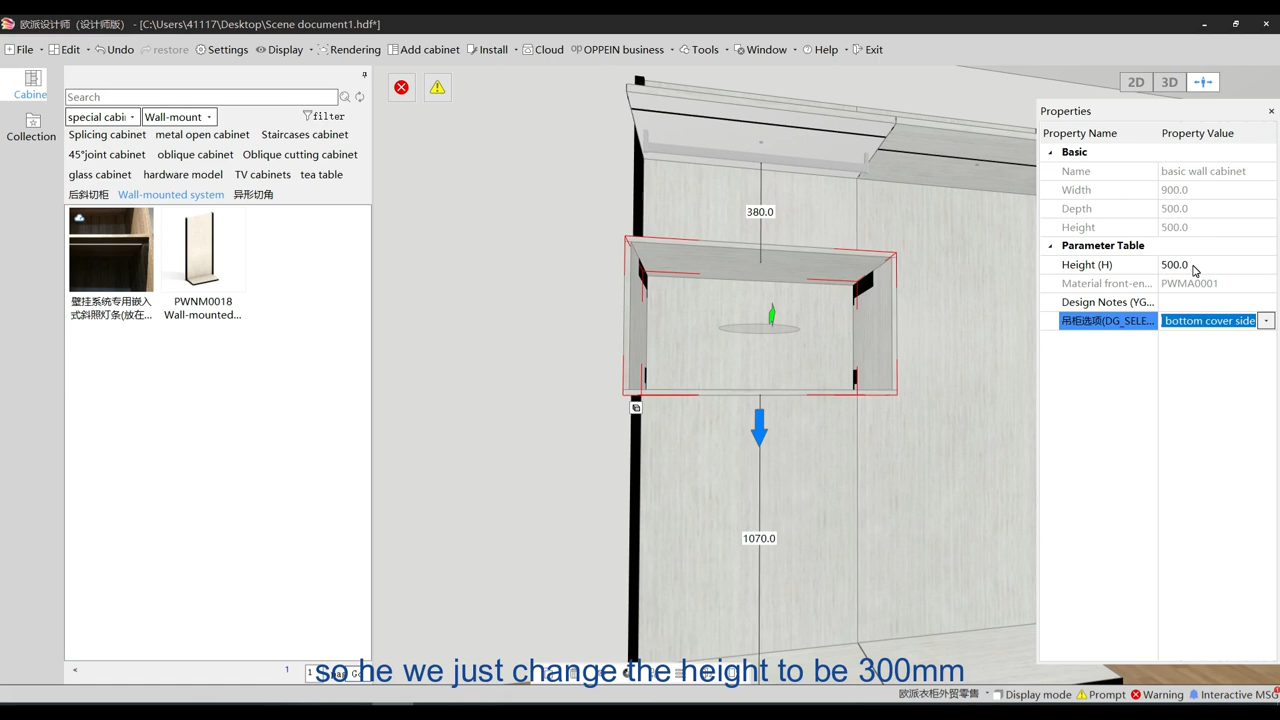 欧派设计师（设计师版） - [C:\Users\41117\Desktop\Scene document1.hdf*]
File Edit Undo restore Settings Display Rendering Add cabinet Install Cloud OPPEIN business Tools Window Help Exit
Cabine
Collection
Search
special cabi Wall-mount filter
Splicing cabinet metal open cabinet Staircases cabinet
45°joint cabinet oblique cabinet Oblique cutting cabinet
glass cabinet hardware model TV cabinets tea table
后斜切柜 Wall-mounted system 异形切角
壁挂系统专用嵌入
式斜照灯条(放在...
PWNM0018
Wall-mounted...
< 1 1
2D 3D
380.0
1070.0
Properties
Property Name Property Value
Basic
Name basic wall cabinet
Width 900.0
Depth 500.0
Height 500.0
Parameter Table
Height (H) 500.0
Material front-en... PWMA0001
Design Notes (YG...
吊柜选项(DG_SELE... bottom cover side
so he we just change the height to be 300mm
欧派衣柜外贸零售 Display mode Prompt Warning Interactive MSG